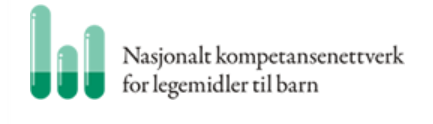 Nasjonalt kompetansenettverk
for legemidler til barn